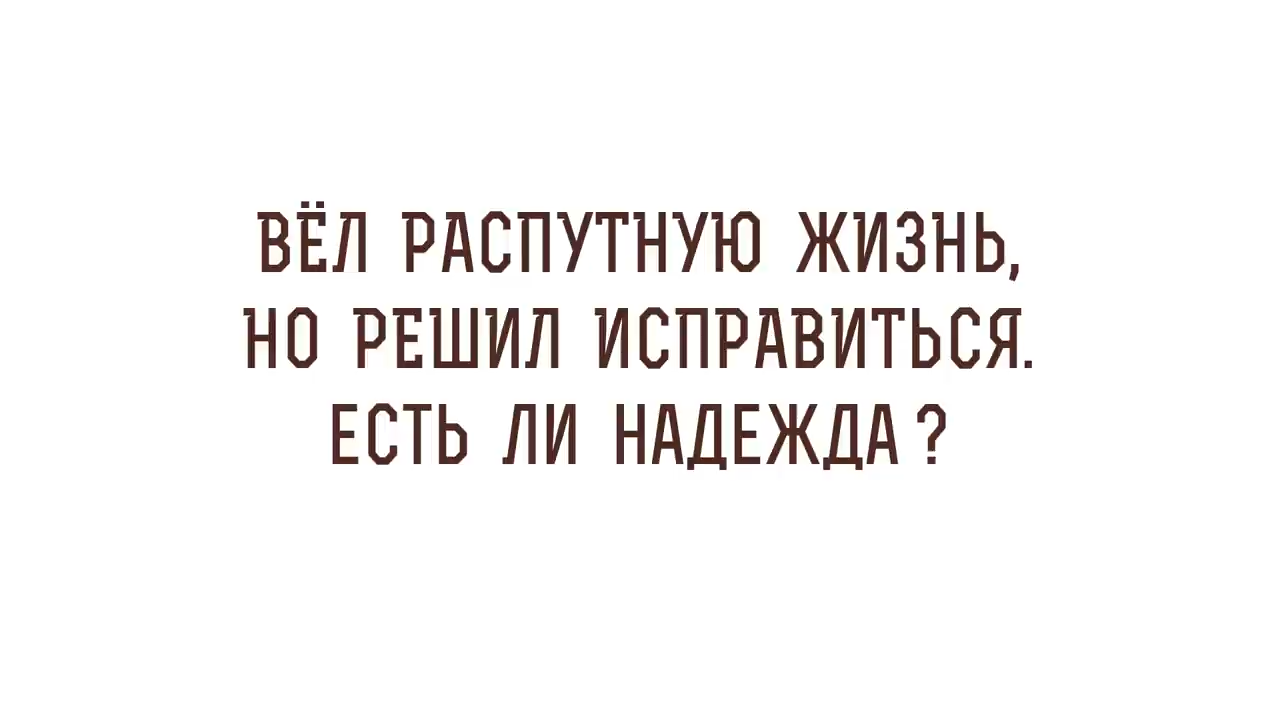 ВЁЛ РАСПУТНУЮ ЖИЗНЬ,
НО РЕШИЛ ИСПРАВИТЬСЯ.
ЕСТЬ ЛИ НАДЕЖДА?